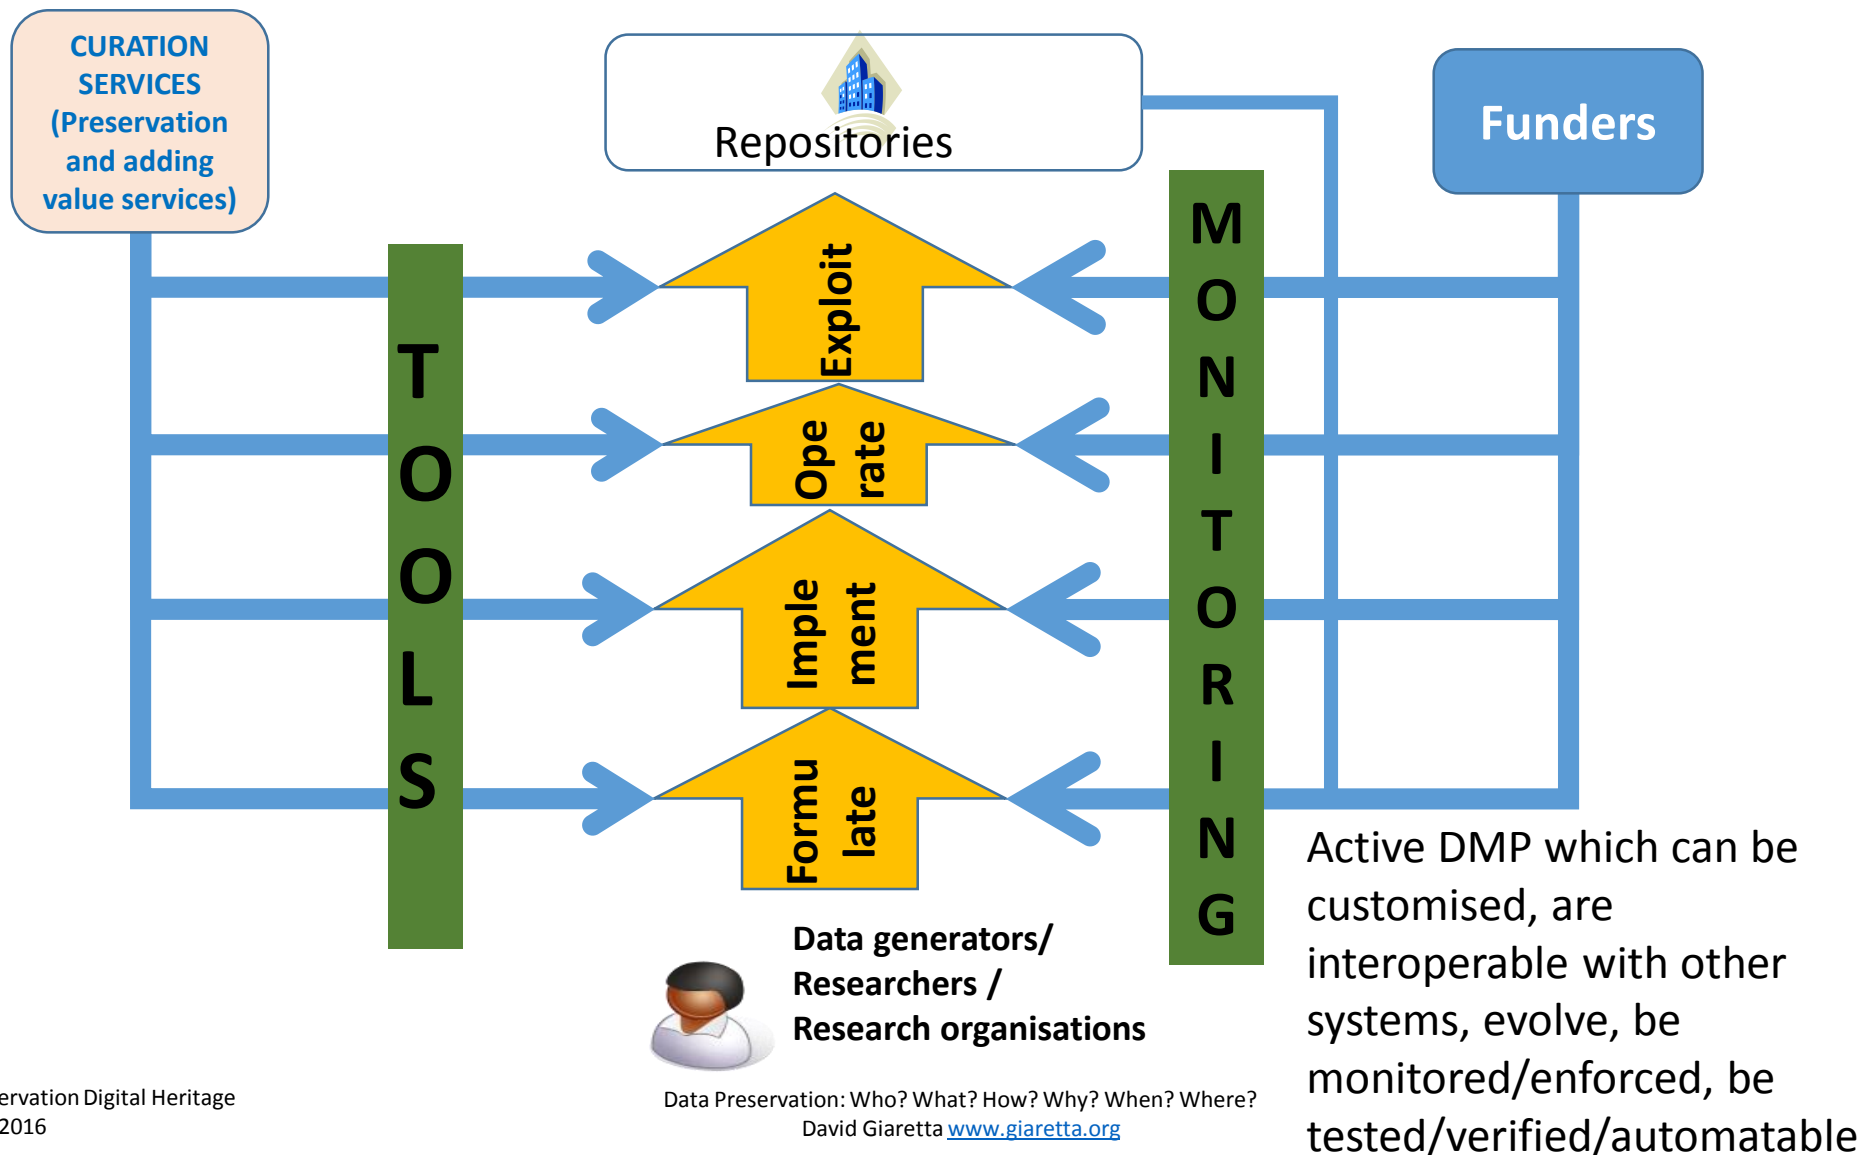 CURATION
SERVICES
(Preservation
and adding
value services)
Repositories
Funders
TOOLS
MONITORING
Exploit
Ope
rate
Imple
ment
Formu
late
Data generators/
Researchers /
Research organisations
Active DMP which can be
customised, are
interoperable with other
systems, evolve, be
monitored/enforced, be
tested/verified/automatable
ervation Digital Heritage
2016
Data Preservation: Who? What? How? Why? When? Where?
David Giaretta www.giaretta.org